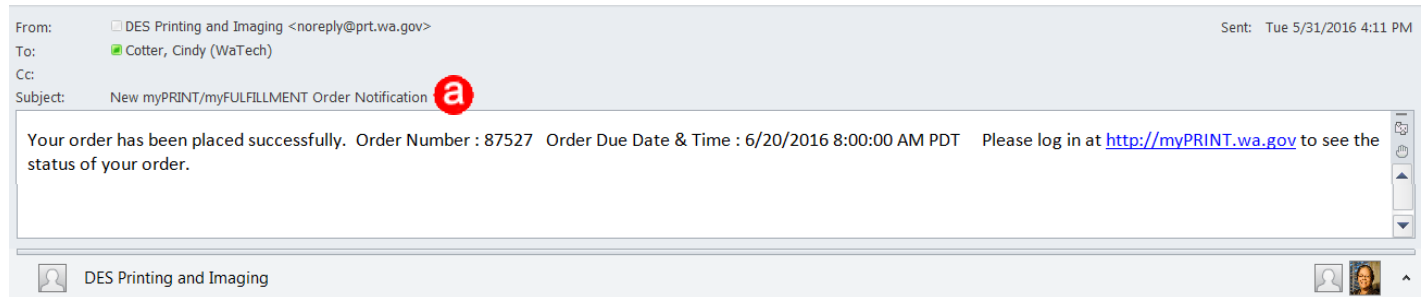 From: DES Printing and Imaging <noreply@prt.wa.gov> Sent: Tue 5/31/2016 4:11 PM
To: Cotter, Cindy (WaTech)
Cc:
Subject: New myPRINT/myFULFILLMENT Order Notification a
Your order has been placed successfully. Order Number : 87527 Order Due Date & Time : 6/20/2016 8:00:00 AM PDT Please log in at http://myPRINT.wa.gov to see the
status of your order.
DES Printing and Imaging